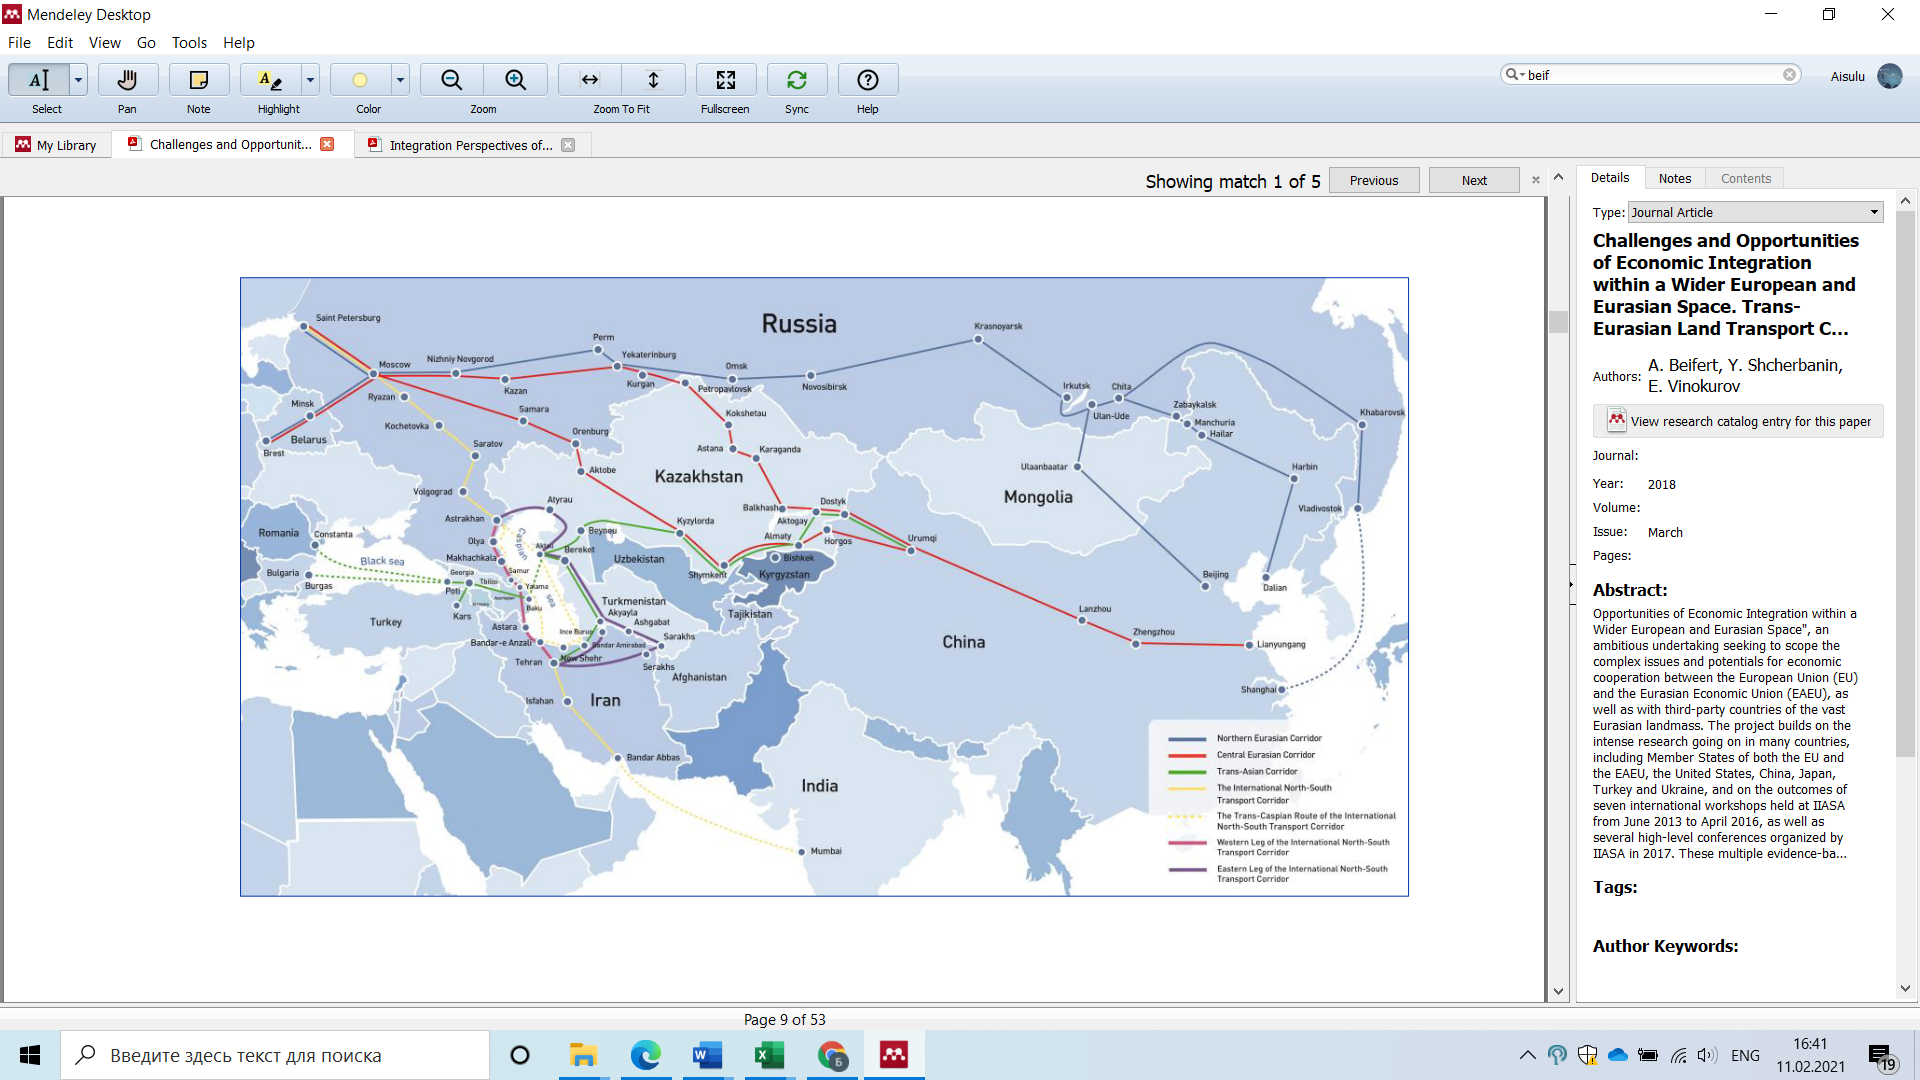 Mendeley Desktop
File Edit View Go Tools Help
Select Pan Note Highlight Color Zoom Zoom To Fit Fullscreen Sync Help
beif
Aisulu
My Library
Challenges and Opportunit...
Integration Perspectives of...
Showing match 1 of 5
Previous
Next
Russia
Saint Petersburg
Moscow
Nizhniy Novgorod
Perm
Yekaterinburg
Omsk
Krasnoyarsk
Novosibirsk
Kurgan
Petropavlovsk
Kazan
Ryazan
Minsk
Belarus
Brest
Kochetovka
Samara
Saratov
Orenburg
Kokshetau
Astana
Karaganda
Aktobe
Kazakhstan
Irkutsk
Chita
Ulan-Ude
Zabaykalsk
Manchuria
Hailar
Khabarovsk
Ulaanbaatar
Mongolia
Harbin
Vladivostok
Volgograd
Atyrau
Astrakhan
Balkhash
Dostyk
Aktogay
Kyzylorda
Almaty
Horgos
Urumqi
Romania
Constanta
Olya
Caspian
sea
Aktau
Beyneu
Bereket
Uzbekistan
Makhachkala
Black sea
Bulgaria
Burgas
Georgia
Tbilisi
Poti
Kars
Armenia
Azerbaijan
Samur
Yalama
Baku
Shymkent
Bishkek
Kyrgyzstan
Tajikistan
Turkey
Turkmenistan
Akyayla
Ashgabat
Astara
Ince Burun
Sarakhs
Bandar-e Anzali
Bandar Amirabad
Tehran
Now Shehr
Serakhs
Afghanistan
Isfahan
Iran
Bandar Abbas
India
Mumbai
Beijing
Dalian
Lanzhou
Zhengzhou
China
Lianyungang
Shanghai
Northern Eurasian Corridor
Central Eurasian Corridor
Trans-Asian Corridor
The International North-South
Transport Corridor
The Trans-Caspian Route of the International
North-South Transport Corridor
Western Leg of the International North-South
Transport Corridor
Eastern Leg of the International North-South
Transport Corridor
Page 9 of 53
Details Notes Contents
Type: Journal Article
Challenges and Opportunities
of Economic Integration
within a Wider European and
Eurasian Space. Trans-
Eurasian Land Transport C...
Authors: A. Beifert, Y. Shcherbanin,
E. Vinokurov
View research catalog entry for this paper
Journal:
Year: 2018
Volume:
Issue: March
Pages:
Abstract:
Opportunities of Economic Integration within a
Wider European and Eurasian Space", an
ambitious undertaking seeking to scope the
complex issues and potentials for economic
cooperation between the European Union (EU)
and the Eurasian Economic Union (EAEU), as
well as with third-party countries of the vast
Eurasian landmass. The project builds on the
intense research going on in many countries,
including Member States of both the EU and
the EAEU, the United States, China, Japan,
Turkey and Ukraine, and on the outcomes of
seven international workshops held at IIASA
from June 2013 to April 2016, as well as
several high-level conferences organized by
IIASA in 2017. These multiple evidence-ba...
Tags:
Author Keywords:
Введите здесь текст для поиска
Б
ENG
16:41
11.02.2021
19